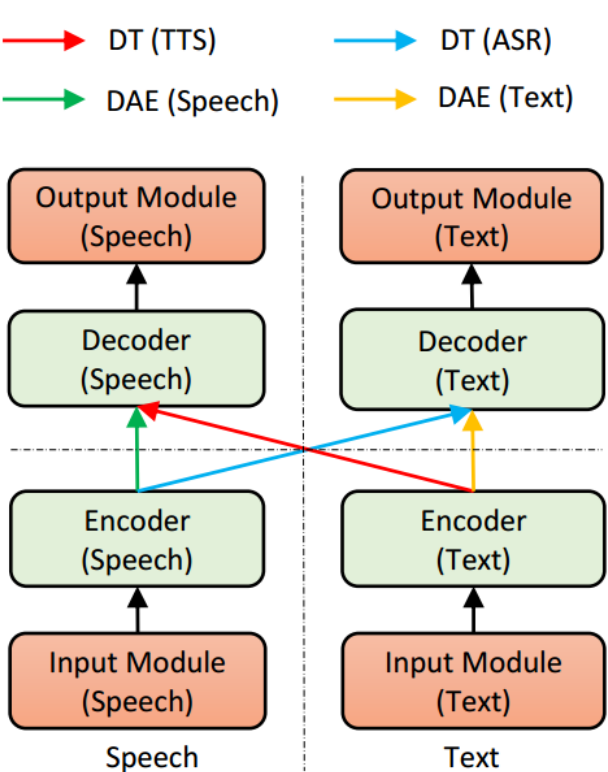 DT (TTS)
DT (ASR)
DAE (Speech)
DAE (Text)
Output Module
(Speech)
Output Module
(Text)
Decoder
(Speech)
Decoder
(Text)
Encoder
(Speech)
Encoder
(Text)
Input Module
(Speech)
Input Module
(Text)
Speech
Text